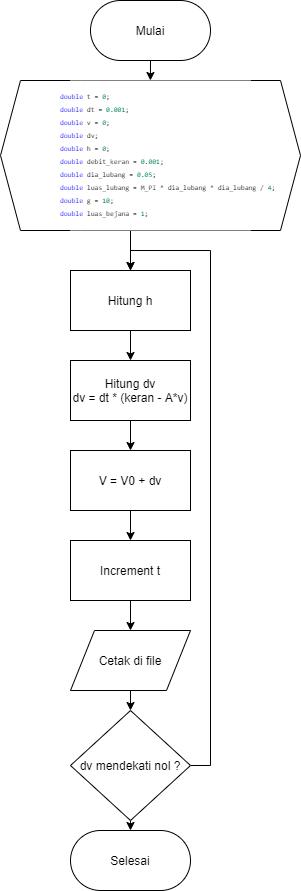 Mulai
double t = 0;
double dt = 0.001;
double v = 0;
double dv;
double h = 0;
double debit_keran = 0.001;
double dia_lubang = 0.05;
double luas_lubang = M_PI * dia_lubang * dia_lubang / 4;
double g = 10;
double luas_bejana = 1;
Hitung h
Hitung dv
dv = dt * (keran - A*v)
V = V0 + dv
Increment t
Cetak di file
dv mendekati nol ?
Selesai